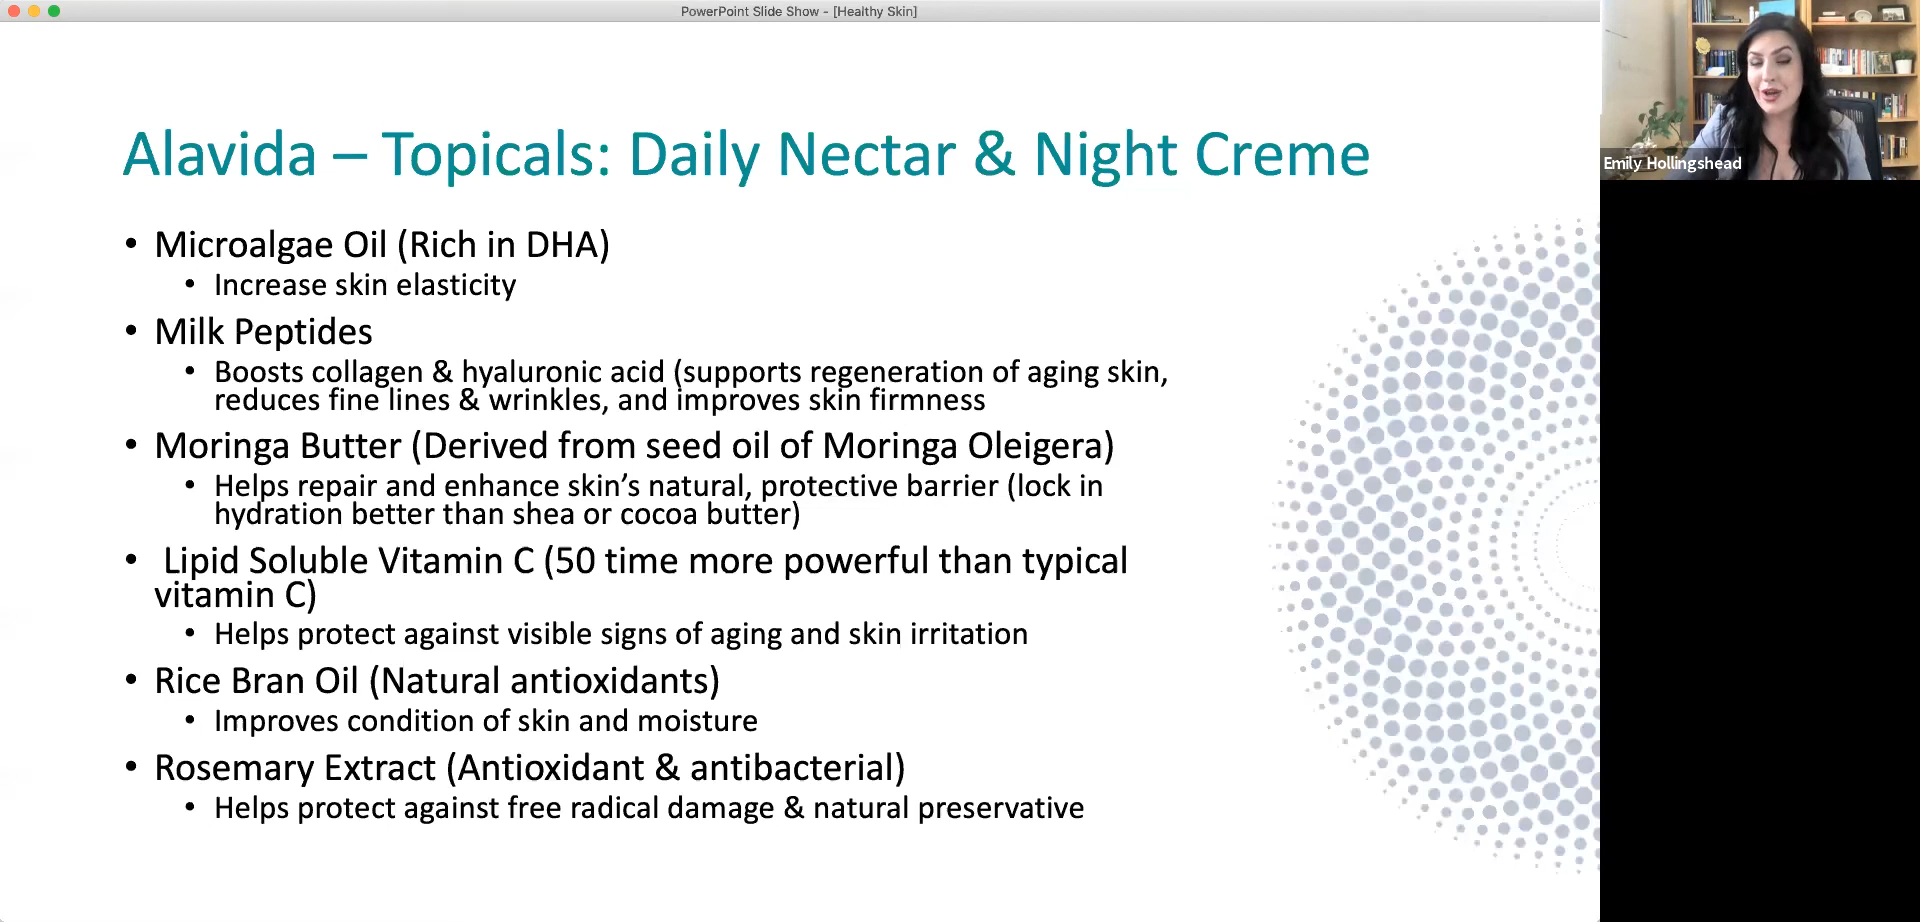 PowerPoint Slide Show - [Healthy Skin]
Alavida – Topicals: Daily Nectar & Night Creme
• Microalgae Oil (Rich in DHA)
• Increase skin elasticity
• Milk Peptides
• Boosts collagen & hyaluronic acid (supports regeneration of aging skin,
reduces fine lines & wrinkles, and improves skin firmness
• Moringa Butter (Derived from seed oil of Moringa Oleigera)
• Helps repair and enhance skin’s natural, protective barrier (lock in
hydration better than shea or cocoa butter)
• Lipid Soluble Vitamin C (50 time more powerful than typical
vitamin C)
• Helps protect against visible signs of aging and skin irritation
• Rice Bran Oil (Natural antioxidants)
• Improves condition of skin and moisture
• Rosemary Extract (Antioxidant & antibacterial)
• Helps protect against free radical damage & natural preservative
Emily Hollingshead